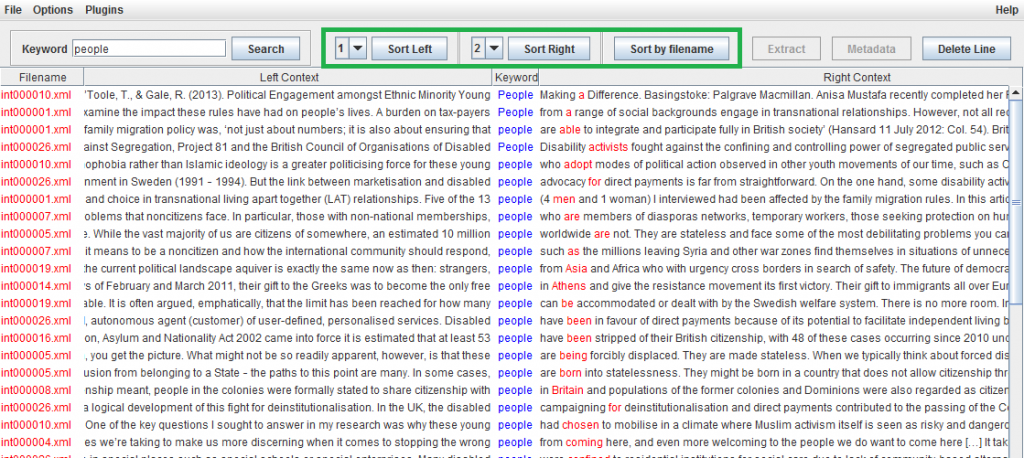 File Options Plugins Help
Keyword people Search 1 Sort Left 2 Sort Right Sort by filename Extract Metadata Delete Line
Filename Left Context Keyword Right Context
int000010.xml 'Toole, T., & Gale, R. (2013). Political Engagement amongst Ethnic Minority Young People Making a Difference. Basingstoke: Palgrave Macmillan. Anisa Mustafa recently completed her
int000001.xml xamine the impact these rules have had on people's lives. A burden on tax-payers People from a range of social backgrounds engage in transnational relationships. However, not all
int000001.xml family migration policy was, 'not just about numbers; it is also about ensuring that people are able to integrate and participate fully in British society' (Hansard 11 July 2012: Col. 54).
int000026.xml ainst Segregation, Project 81 and the British Council of Organisations of Disabled People Disability activists fought against the confining and controlling power of segregated public
int000010.xml ophobia rather than Islamic ideology is a greater politicising force for these young people who adopt modes of political action observed in other youth movements of our time, such as
int000026.xml nment in Sweden (1991 – 1994). But the link between marketisation and disabled people advocacy for direct payments is far from straightforward. On the one hand, some disability
int000001.xml and choice in transnational living apart together (LAT) relationships. Five of the 13 people (4 men and 1 woman) I interviewed had been affected by the family migration rules. In this
int000007.xml oblems that noncitizens face. In particular, those with non-national memberships, people who are members of diasporas networks, temporary workers, those seeking protection on
int000005.xml e. While the vast majority of us are citizens of somewhere, an estimated 10 million people worldwide are not. They are stateless and face some of the most debilitating problems you
int000007.xml it means to be a noncitizen and how the international community should respond, people such as the millions leaving Syria and other war zones find themselves in situations of
int000019.xml the current political landscape aquiver is exactly the same now as then: strangers, people from Asia and Africa who with urgency cross borders in search of safety. The future of
int000014.xml s of February and March 2011, their gift to the Greeks was to become the only free people in Athens and give the resistance movement its first victory. Their gift to immigrants all over
int000019.xml able. It is often argued, emphatically, that the limit has been reached for how many people can be accommodated or dealt with by the Swedish welfare system. There is no more room.
int000026.xml , autonomous agent (customer) of user-defined, personalised services. Disabled people have been in favour of direct payments because of its potential to facilitate independent living
int000016.xml on, Asylum and Nationality Act 2002 came into force it is estimated that at least 53 people have been stripped of their British citizenship, with 48 of these cases occurring since 2010
int000005.xml , you get the picture. What might not be so readily apparent, however, is that these people are being forcibly displaced. They are made stateless. When we typically think about forced
int000005.xml usion from belonging to a State - the paths to this point are many. In some cases, people are born into statelessness. They might be born in a country that does not allow citizenship
int000008.xml nship meant, people in the colonies were formally stated to share citizenship with people in Britain and populations of the former colonies and Dominions were also regarded as
int000026.xml a logical development of this fight for deinstitutionalisation. In the UK, the disabled people campaigning for deinstitutionalisation and direct payments contributed to the passing of the
int000010.xml One of the key questions I sought to answer in my research was why these young people had chosen to mobilise in a climate where Muslim activism itself is seen as risky and
int000004.xml es we're taking to make us more discerning when it comes to stopping the wrong people from coming here, and even more welcoming to the people we do want to come here [...] It